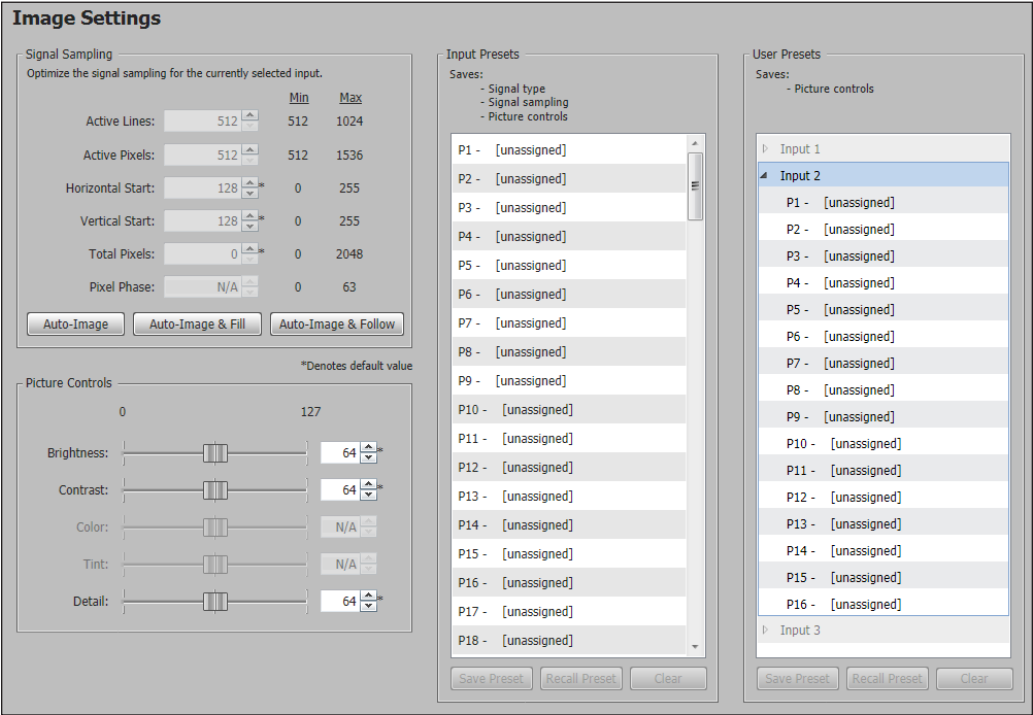 Image Settings
Signal Sampling
Optimize the signal sampling for the currently selected input.
Min Max
Active Lines: 512 512 1024
Active Pixels: 512 512 1536
Horizontal Start: 128 * 0 255
Vertical Start: 128 * 0 255
Total Pixels: 0 * 0 2048
Pixel Phase: N/A 0 63
Auto-Image Auto-Image & Fill Auto-Image & Follow
*Denotes default value
Picture Controls
0 127
Brightness: 64 *
Contrast: 64 *
Color: N/A
Tint: N/A
Detail: 64 *
Input Presets
Saves:
- Signal type
- Signal sampling
- Picture controls
P1 - [unassigned]
P2 - [unassigned]
P3 - [unassigned]
P4 - [unassigned]
P5 - [unassigned]
P6 - [unassigned]
P7 - [unassigned]
P8 - [unassigned]
P9 - [unassigned]
P10 - [unassigned]
P11 - [unassigned]
P12 - [unassigned]
P13 - [unassigned]
P14 - [unassigned]
P15 - [unassigned]
P16 - [unassigned]
P17 - [unassigned]
P18 - [unassigned]
Save Preset Recall Preset Clear
User Presets
Saves:
- Picture controls
Input 1
Input 2
P1 - [unassigned]
P2 - [unassigned]
P3 - [unassigned]
P4 - [unassigned]
P5 - [unassigned]
P6 - [unassigned]
P7 - [unassigned]
P8 - [unassigned]
P9 - [unassigned]
P10 - [unassigned]
P11 - [unassigned]
P12 - [unassigned]
P13 - [unassigned]
P14 - [unassigned]
P15 - [unassigned]
P16 - [unassigned]
Input 3
Save Preset Recall Preset Clear